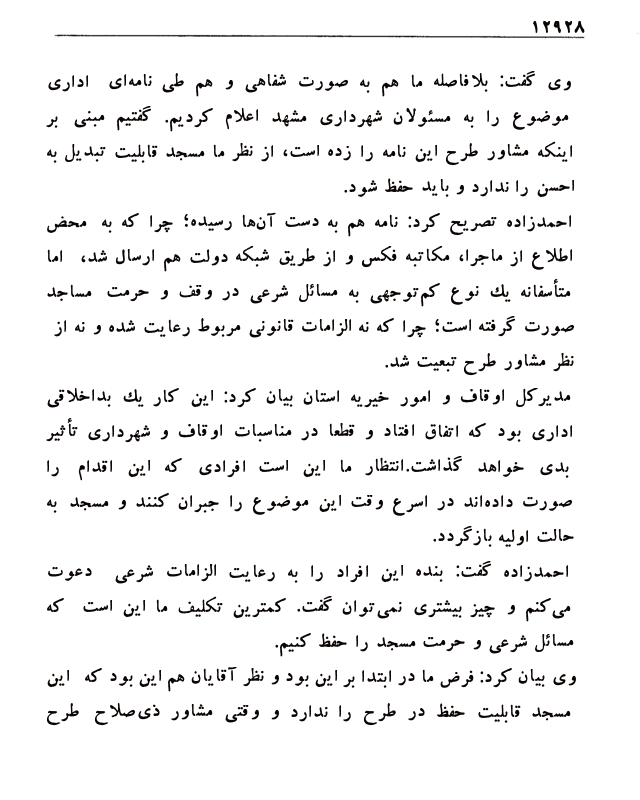 ۱۲۹۲۸
وی گفت: بلافاصله ما هم به صورت شفاهی و هم طی نامه‌ای اداری
موضوع را به مسئولان شهرداری مشهد اعلام کردیم. گفتیم مبنی بر
اینکه مشاور طرح این نامه را زده است، از نظر ما مسجد قابلیت تبدیل به
احسن را ندارد و باید حفظ شود.
احمدزاده تصریح کرد: نامه هم به دست آن‌ها رسیده؛ چرا که به محض
اطلاع از ماجرا، مکاتبه فکس و از طریق شبکه دولت هم ارسال شد، اما
متأسفانه یك نوع کم‌توجهی به مسائل شرعی در وقف و حرمت مساجد
صورت گرفته است؛ چرا که نه الزامات قانونی مربوط رعایت شده و نه از
نظر مشاور طرح تبعیت شد.
مدیرکل اوقاف و امور خیریه استان بیان کرد: این کار یك بداخلاقی
اداری بود که اتفاق افتاد و قطعا در مناسبات اوقاف و شهرداری تأثیر
بدی خواهد گذاشت.انتظار ما این است افرادی که این اقدام را
صورت داده‌اند در اسرع وقت این موضوع را جبران کنند و مسجد به
حالت اولیه بازگردد.
احمدزاده گفت: بنده این افراد را به رعایت الزامات شرعی دعوت
می‌کنم و چیز بیشتری نمی‌توان گفت. کمترین تکلیف ما این است که
مسائل شرعی و حرمت مسجد را حفظ کنیم.
وی بیان کرد: فرض ما در ابتدا بر این بود و نظر آقایان هم این بود که این
مسجد قابلیت حفظ در طرح را ندارد و وقتی مشاور ذی‌صلاح طرح